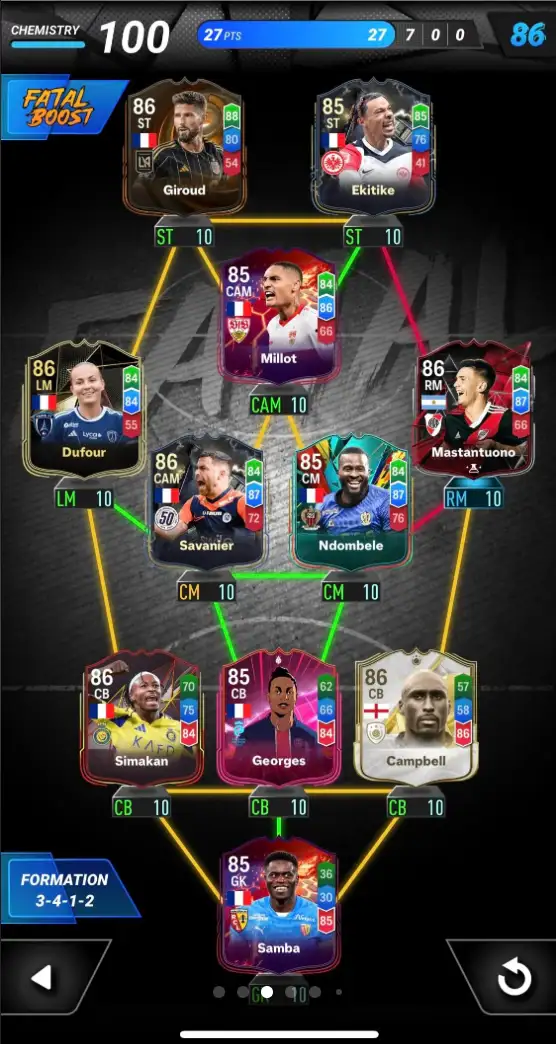 CHEMISTRY 100 27 PTS 27 7 0 0 86
FATAL
BOOST
86 ST 88 80 54 Giroud
85 ST 85 76 41 Ekitike
ST 10 ST 10
85 CAM 84 86 66 Millot
CAM 10
86 LM 84 84 55 Dufour
86 RM 84 87 66 Mastantuono
LM 10 RM 10
86 CAM 84 87 72 50 Savanier
85 CM 84 87 76 Ndombele
CM 10 CM 10
86 CB 70 75 84 Simakan
85 CB 62 66 84 Georges
86 CB 57 58 86 Campbell
CB 10 CB 10 CB 10
85 GK 36 30 85 Samba
FORMATION
3-4-1-2
GK 10